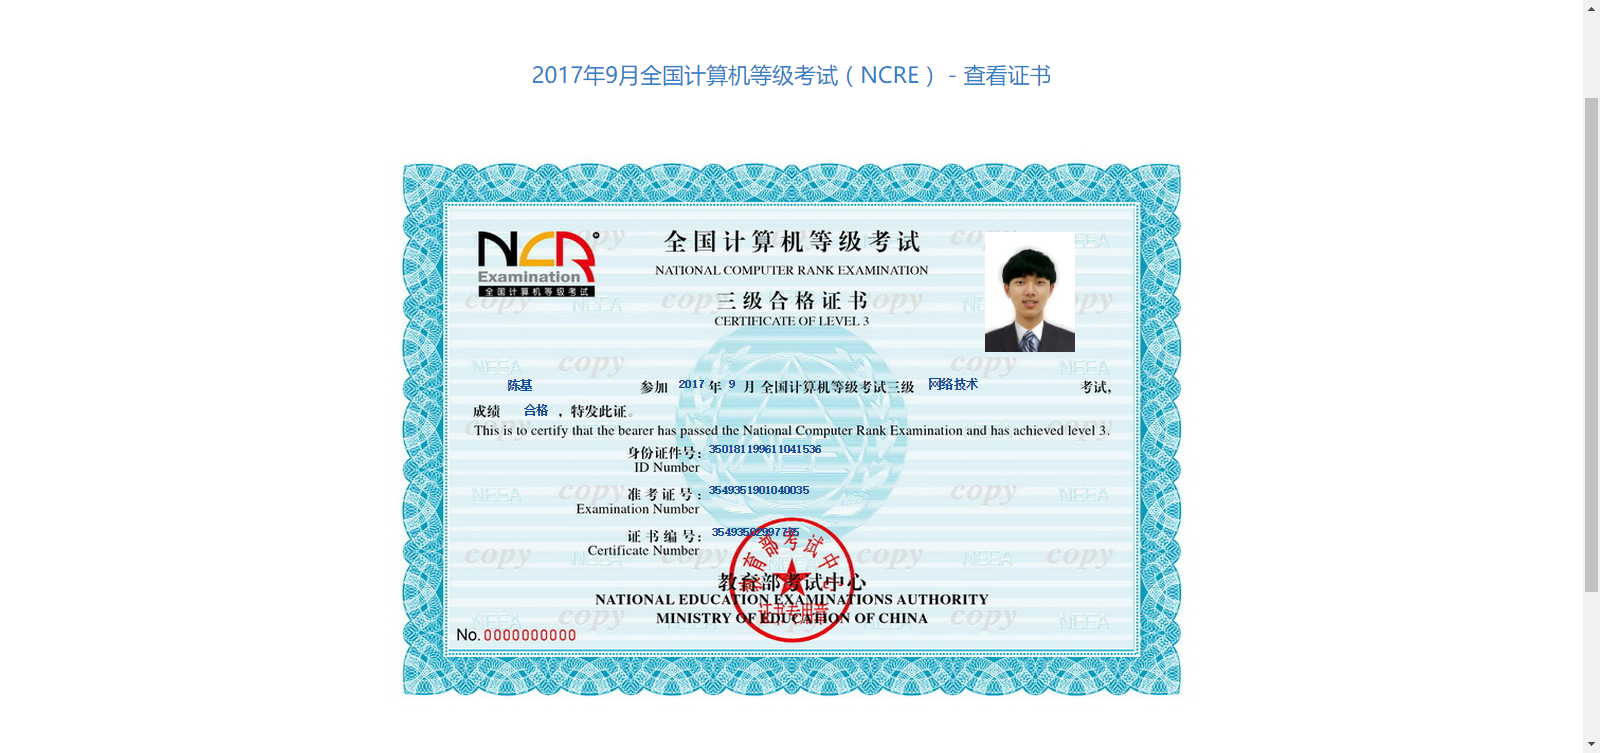 2017年9月全国计算机等级考试（NCRE） - 查看证书
NCR
Examination
全国计算机等级考试
全国计算机等级考试
NATIONAL COMPUTER RANK EXAMINATION
三级合格证书
CERTIFICATE OF LEVEL 3
陈基 参加 2017 年 9 月 全国计算机等级考试三级 网络技术 考试,
成绩 合格 ，特发此证。
This is to certify that the bearer has passed the National Computer Rank Examination and has achieved level 3.
身份证件号: 350181199611041536
ID Number
准考证号: 3549351901040035
Examination Number
证书编号:
Certificate Number
教育部考试中心
NATIONAL EDUCATION EXAMINATIONS AUTHORITY
MINISTRY OF EDUCATION OF CHINA
教育部考试中心
证书专用章
No.0000000000
copy
NEEA